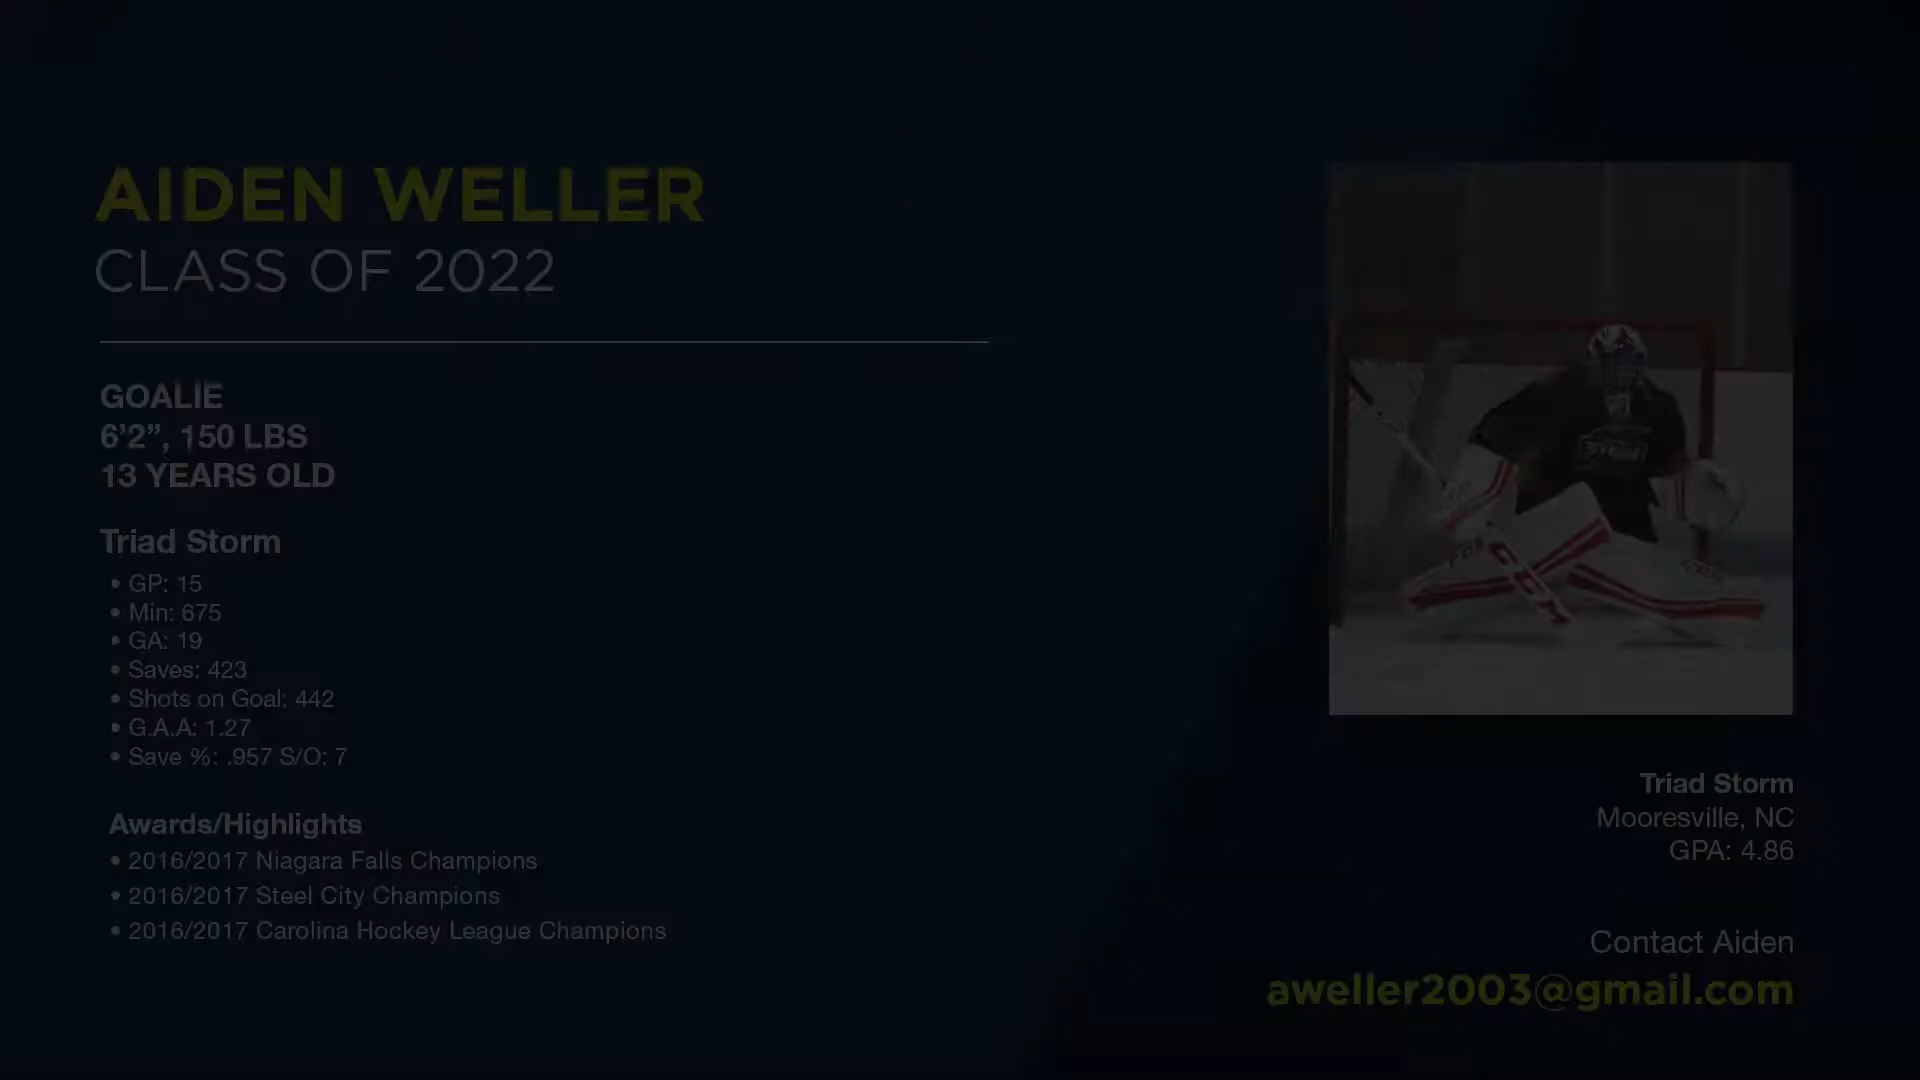 AIDEN WELLER
CLASS OF 2022
GOALIE
6’2”, 150 LBS
13 YEARS OLD
Triad Storm
• GP: 15
• Min: 675
• GA: 19
• Saves: 423
• Shots on Goal: 442
• G.A.A: 1.27
• Save %: .957 S/O: 7
Awards/Highlights
• 2016/2017 Niagara Falls Champions
• 2016/2017 Steel City Champions
• 2016/2017 Carolina Hockey League Champions
Triad Storm
Mooresville, NC
GPA: 4.86
Contact Aiden
aweller2003@gmail.com